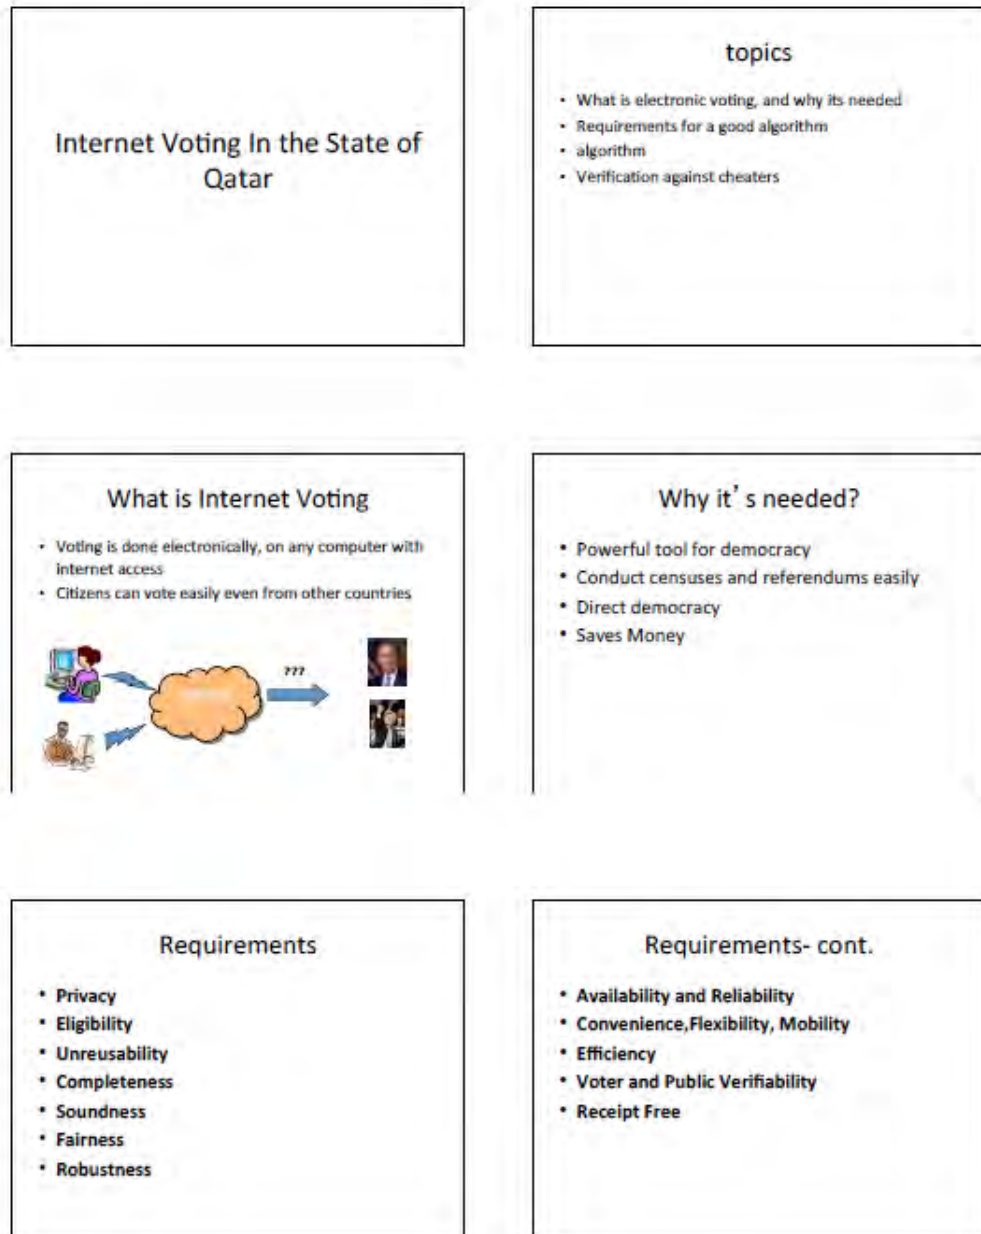 Internet Voting In the State of
Qatar
topics
• What is electronic voting, and why its needed
• Requirements for a good algorithm
• algorithm
• Verification against cheaters
What is Internet Voting
• Voting is done electronically, on any computer with
internet access
• Citizens can vote easily even from other countries
???
Why it's needed?
• Powerful tool for democracy
• Conduct censuses and referendums easily
• Direct democracy
• Saves Money
Requirements
• Privacy
• Eligibility
• Unreusability
• Completeness
• Soundness
• Fairness
• Robustness
Requirements- cont.
• Availability and Reliability
• Convenience,Flexibility, Mobility
• Efficiency
• Voter and Public Verifiability
• Receipt Free